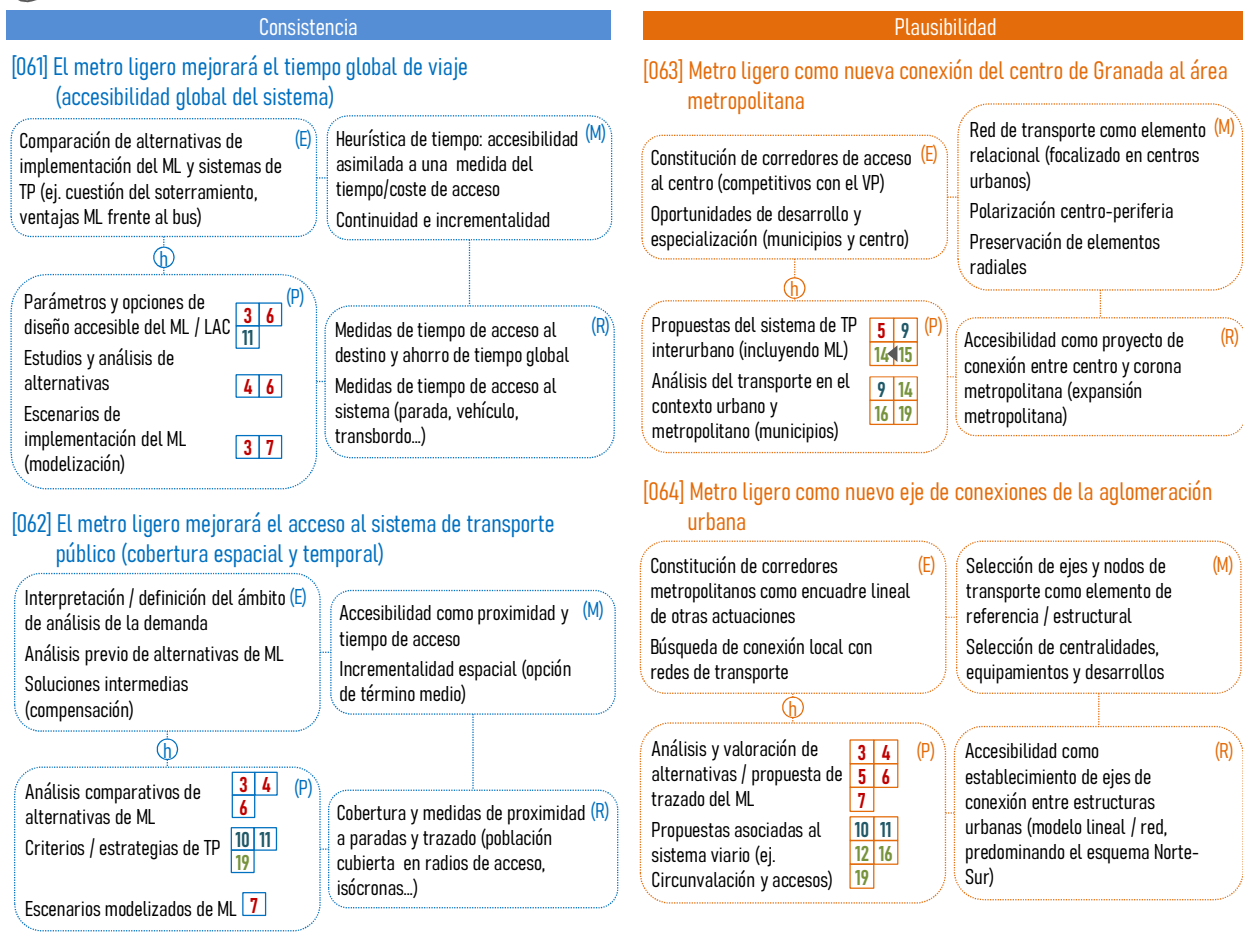 Consistencia
[061] El metro ligero mejorará el tiempo global de viaje
(accesibilidad global del sistema)
Comparación de alternativas de (E)
implementación del ML y sistemas de
TP (ej. cuestión del soterramiento,
ventajas ML frente al bus)
Heurística de tiempo: accesibilidad (M)
asimilada a una medida del
tiempo/coste de acceso
Continuidad e incrementalidad
h
Parámetros y opciones de (P)
diseño accesible del ML / LAC 3 6
11
Estudios y análisis de
alternativas 4 6
Escenarios de
implementación del ML 3 7
(modelización)
Medidas de tiempo de acceso al (R)
destino y ahorro de tiempo global
Medidas de tiempo de acceso al
sistema (parada, vehículo,
transbordo...)
[062] El metro ligero mejorará el acceso al sistema de transporte
público (cobertura espacial y temporal)
Interpretación / definición del ámbito (E)
de análisis de la demanda
Análisis previo de alternativas de ML
Soluciones intermedias
(compensación)
Accesibilidad como proximidad y (M)
tiempo de acceso
Incrementalidad espacial (opción
de término medio)
h
Análisis comparativos de 3 4 (P)
alternativas de ML 6
Criterios / estrategias de TP 10 11
19
Escenarios modelizados de ML 7
Cobertura y medidas de proximidad (R)
a paradas y trazado (población
cubierta en radios de acceso,
isócronas...)
Plausibilidad
[063] Metro ligero como nueva conexión del centro de Granada al área
metropolitana
Constitución de corredores de acceso (E)
al centro (competitivos con el VP)
Oportunidades de desarrollo y
especialización (municipios y centro)
Red de transporte como elemento (M)
relacional (focalizado en centros
urbanos)
Polarización centro-periferia
Preservación de elementos
radiales
h
Propuestas del sistema de TP 5 9 (P)
interurbano (incluyendo ML) 14 15
Análisis del transporte en el 9 14
contexto urbano y 16 19
metropolitano (municipios)
Accesibilidad como proyecto de (R)
conexión entre centro y corona
metropolitana (expansión
metropolitana)
[064] Metro ligero como nuevo eje de conexiones de la aglomeración
urbana
Constitución de corredores (E)
metropolitanos como encuadre lineal
de otras actuaciones
Búsqueda de conexión local con
redes de transporte
Selección de ejes y nodos de (M)
transporte como elemento de
referencia / estructural
Selección de centralidades,
equipamientos y desarrollos
h
Análisis y valoración de 3 4 (P)
alternativas / propuesta de 5 6
trazado del ML 7
Propuestas asociadas al 10 11
sistema viario (ej. 12 16
Circunvalación y accesos) 19
Accesibilidad como (R)
establecimiento de ejes de
conexión entre estructuras
urbanas (modelo lineal / red,
predominando el esquema Norte-
Sur)